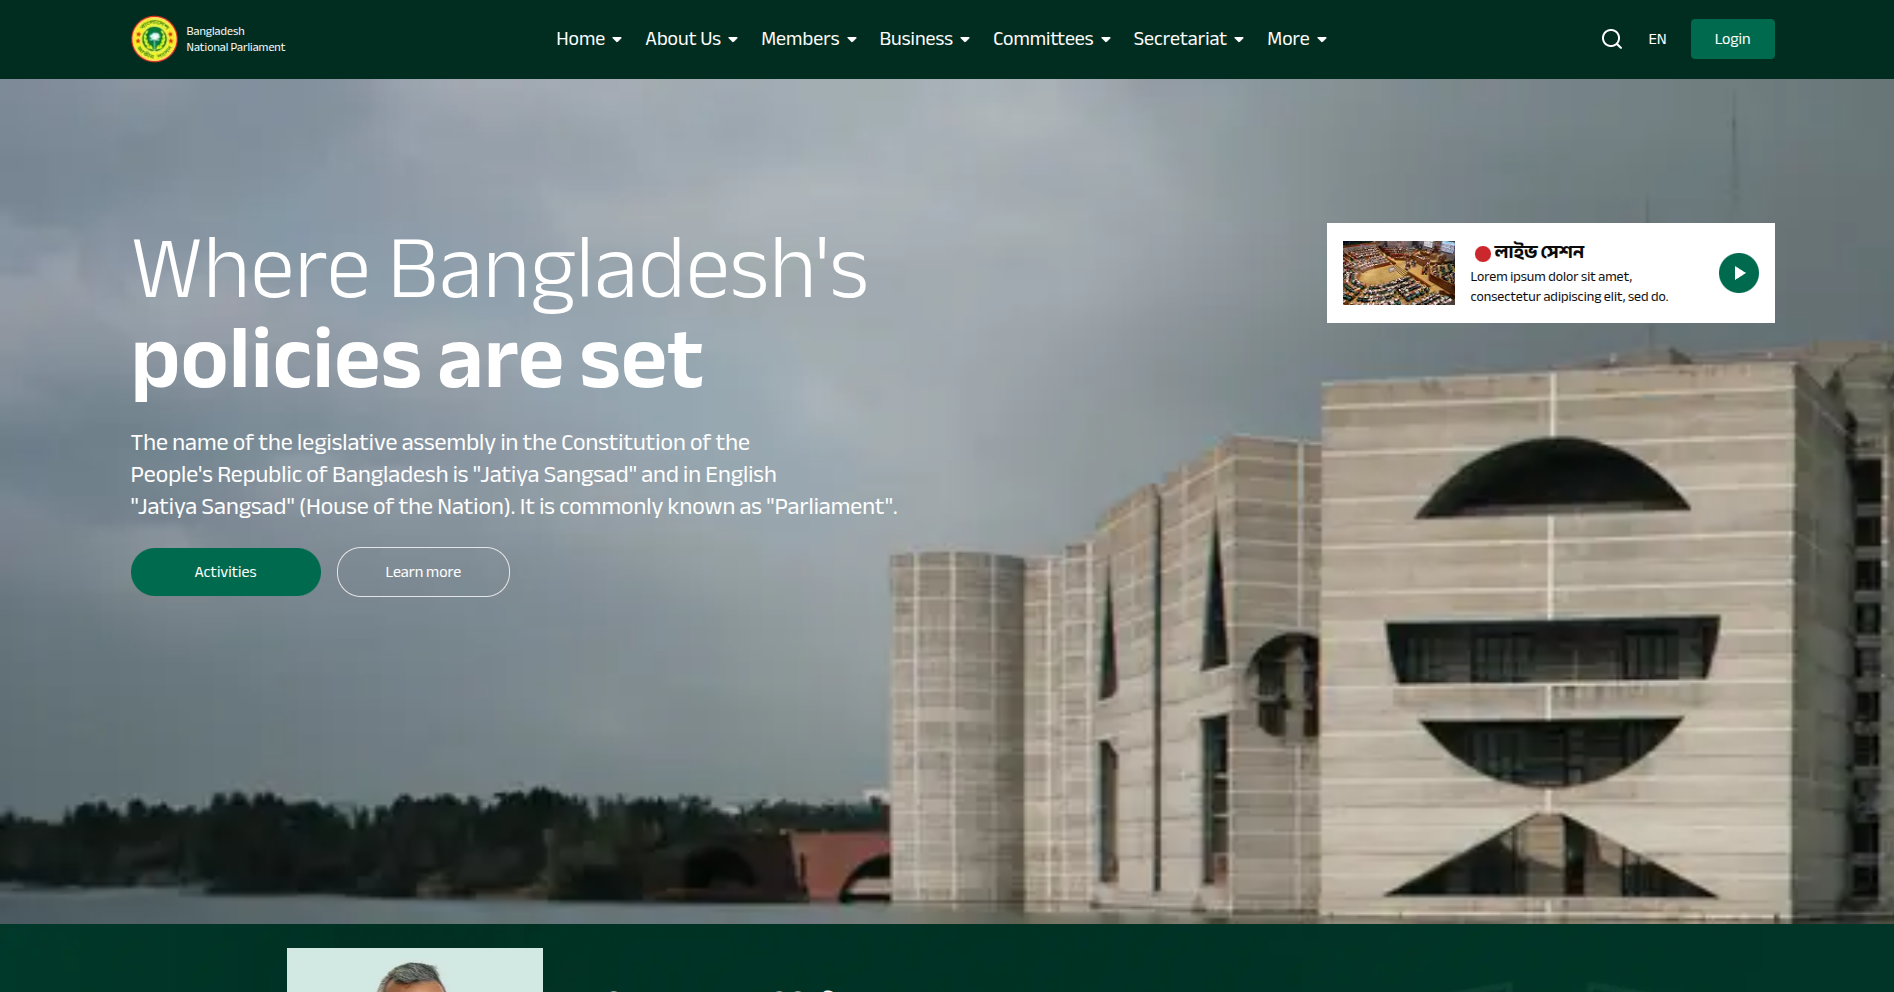 Bangladesh
National Parliament
Home
About Us
Members
Business
Committees
Secretariat
More
EN
Login
Where Bangladesh's
policies are set
The name of the legislative assembly in the Constitution of the
People's Republic of Bangladesh is "Jatiya Sangsad" and in English
"Jatiya Sangsad" (House of the Nation). It is commonly known as "Parliament".
Activities
Learn more
লাইভ সেশন
Lorem ipsum dolor sit amet,
consectetur adipiscing elit, sed do.